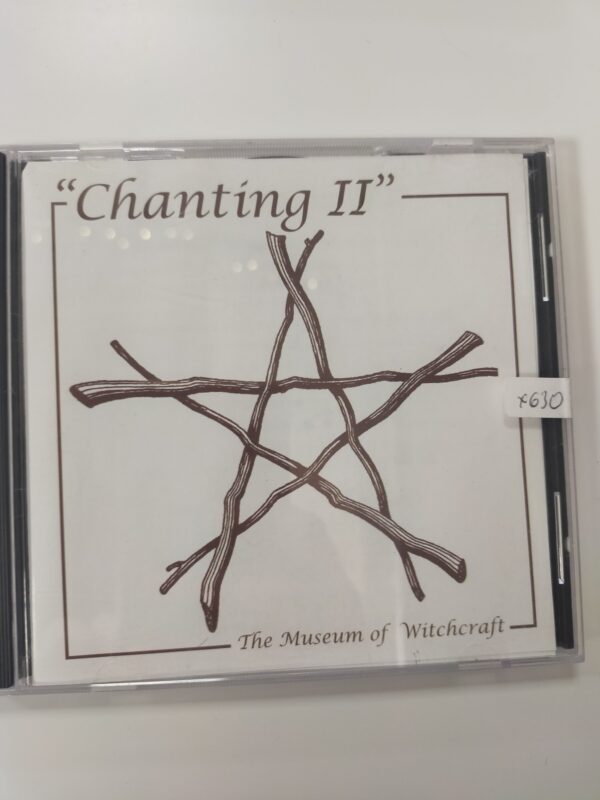 "Chanting II"
x630
The Museum of Witchcraft